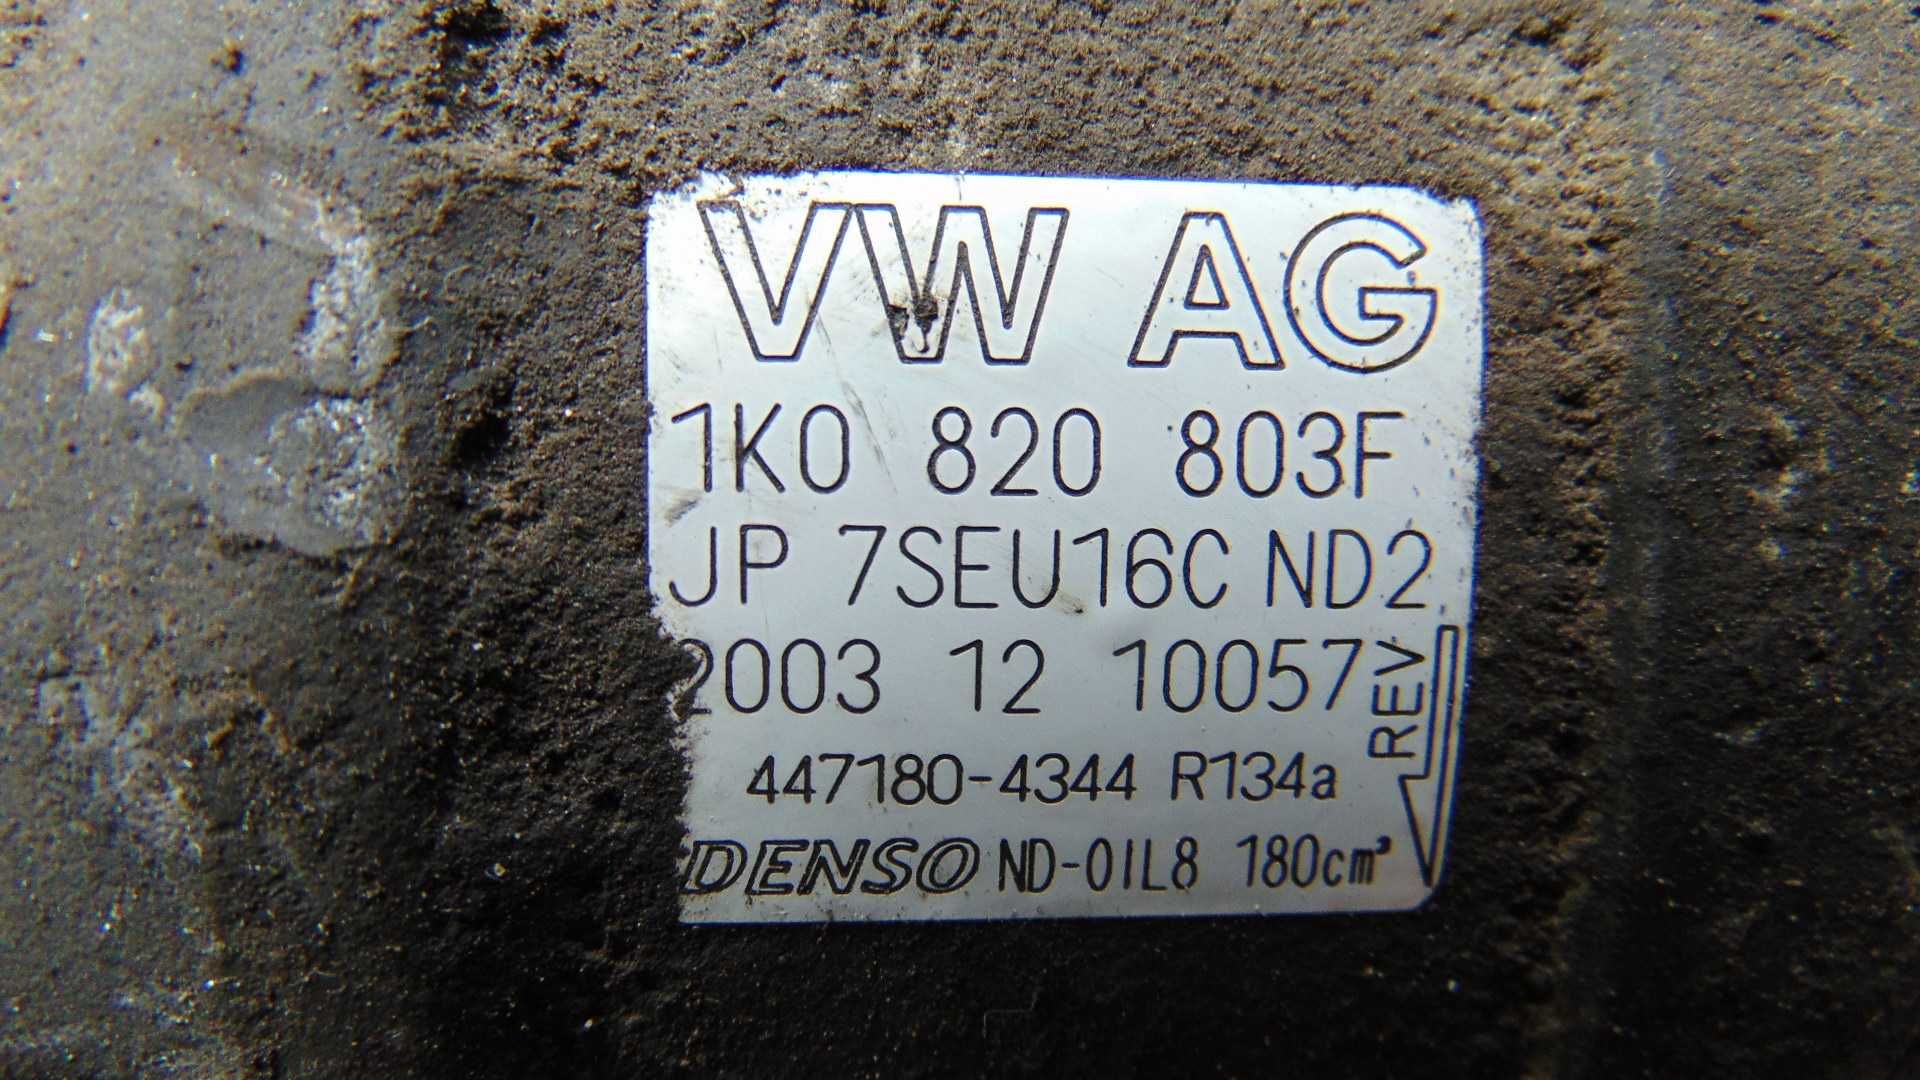 VW AG
1K0 820 803F
JP 7SEU16C ND2
2003 12 10057
REV
447180-4344 R134a
DENSO ND-OIL8 180cm³